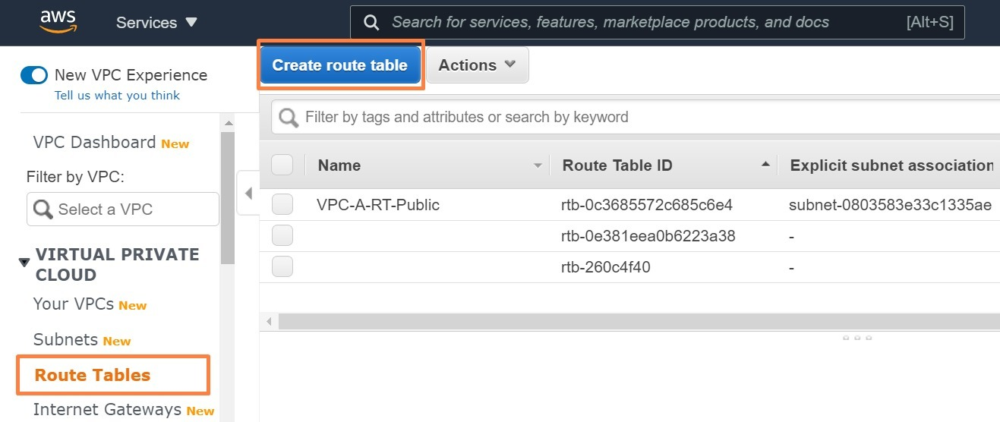 aws
Services
Search for services, features, marketplace products, and docs [Alt+S]
New VPC Experience
Tell us what you think
VPC Dashboard New
Filter by VPC:
Select a VPC
VIRTUAL PRIVATE
CLOUD
Your VPCs New
Subnets New
Route Tables
Internet Gateways New
Create route table Actions
Filter by tags and attributes or search by keyword
Name Route Table ID Explicit subnet association
VPC-A-RT-Public rtb-0c3685572c685c6e4 subnet-0803583e33c1335ae
rtb-0e381eea0b6223a38 -
rtb-260c4f40 -